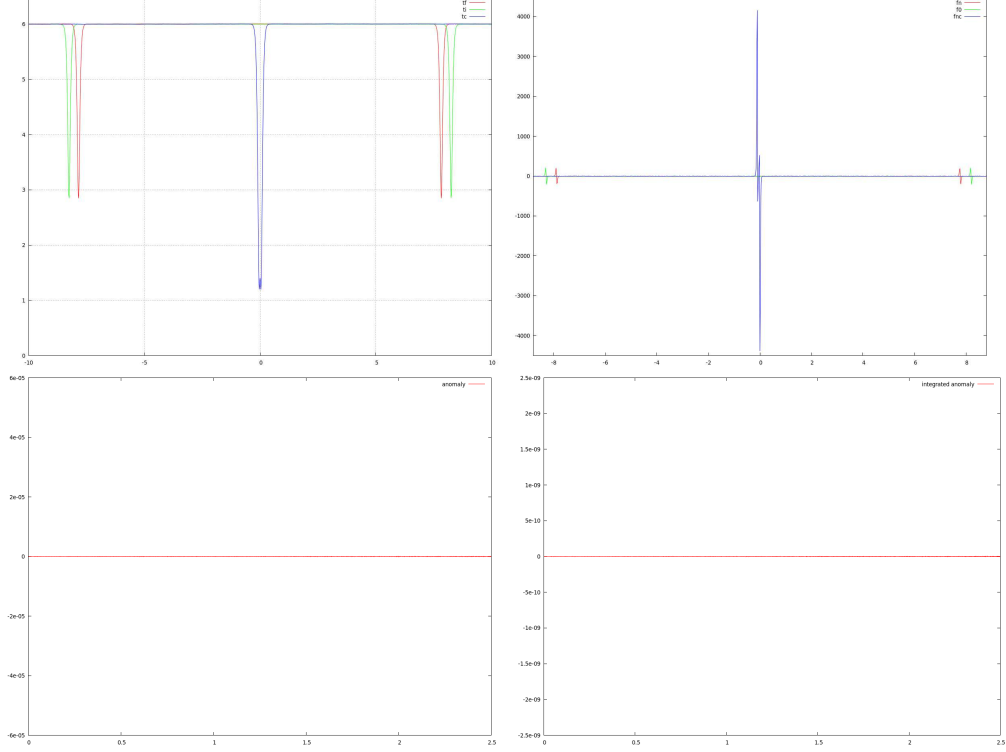 tf
ti
tc
6
5
4
3
2
1
0
-10
-5
0
5
10
fn
f0
fnc
4000
3000
2000
1000
0
-1000
-2000
-3000
-4000
-8
-6
-4
-2
0
2
4
6
8
anomaly
6e-05
4e-05
2e-05
0
-2e-05
-4e-05
-6e-05
0
0.5
1
1.5
2
2.5
integrated anomaly
2.5e-09
2e-09
1.5e-09
1e-09
5e-10
0
-5e-10
-1e-09
-1.5e-09
-2e-09
-2.5e-09
0
0.5
1
1.5
2
2.5